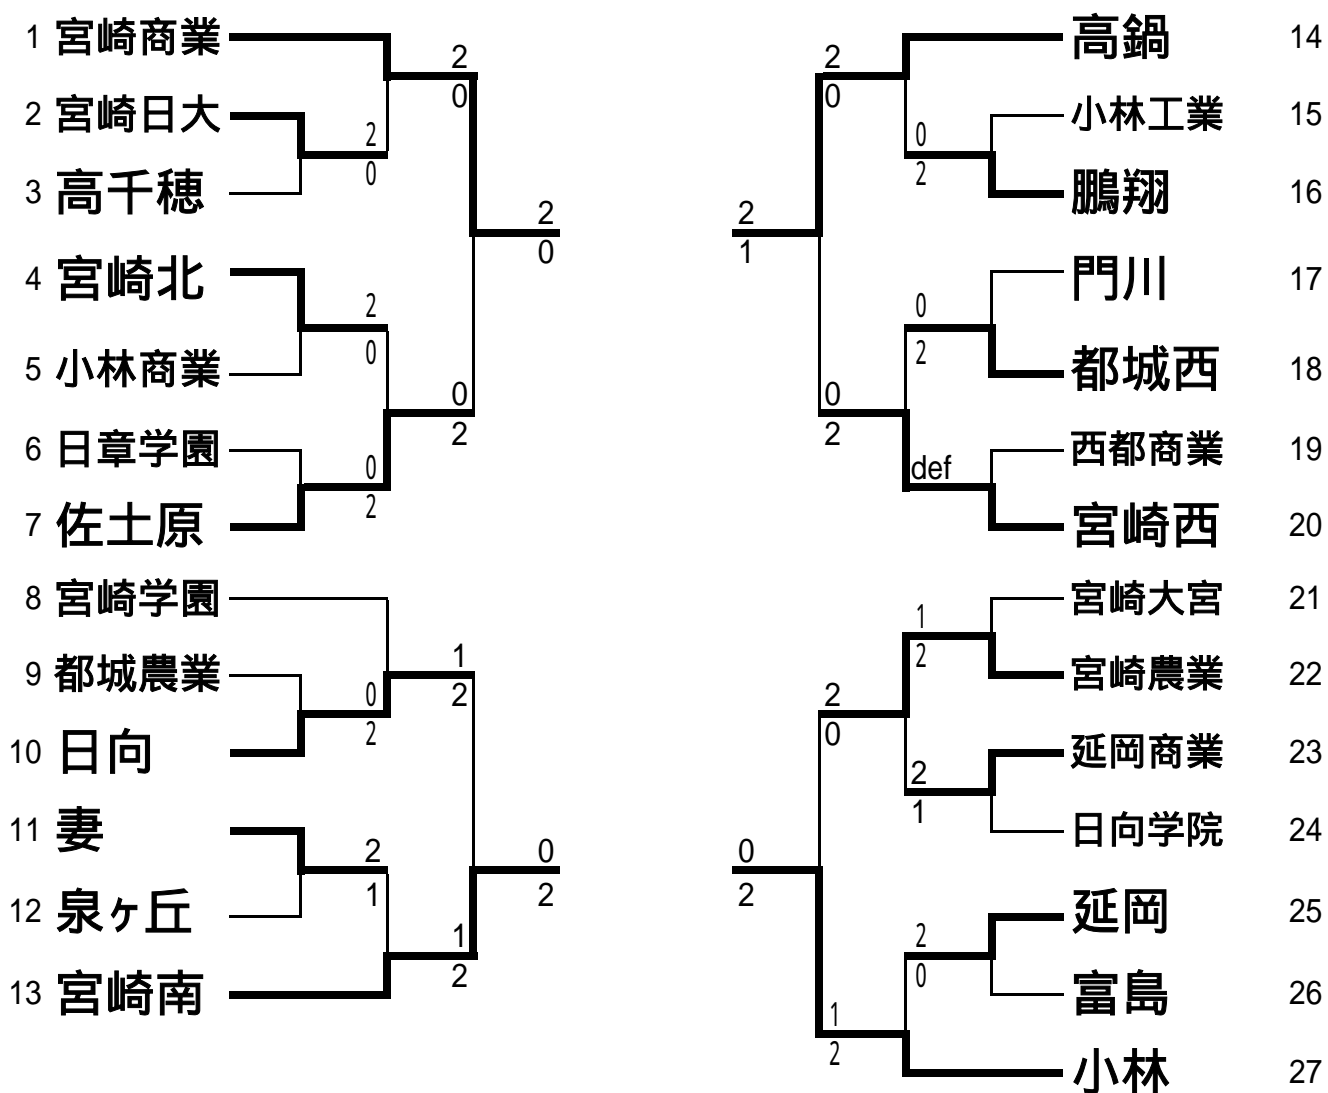 1 宮崎商業
2 宮崎日大
3 高千穂
4 宮崎北
5 小林商業
6 日章学園
7 佐土原
8 宮崎学園
9 都城農業
10 日向
11 妻
12 泉ヶ丘
13 宮崎南
2
0
2
0
2
0
2
0
0
2
0
2
1
2
0
2
2
1
0
2
1
2
2
0
0
2
2
1
0
2
0
2
0
2
def
1
2
2
0
2
1
0
2
2
0
1
2
高鍋 14
小林工業 15
鵬翔 16
門川 17
都城西 18
西都商業 19
宮崎西 20
宮崎大宮 21
宮崎農業 22
延岡商業 23
日向学院 24
延岡 25
富島 26
小林 27